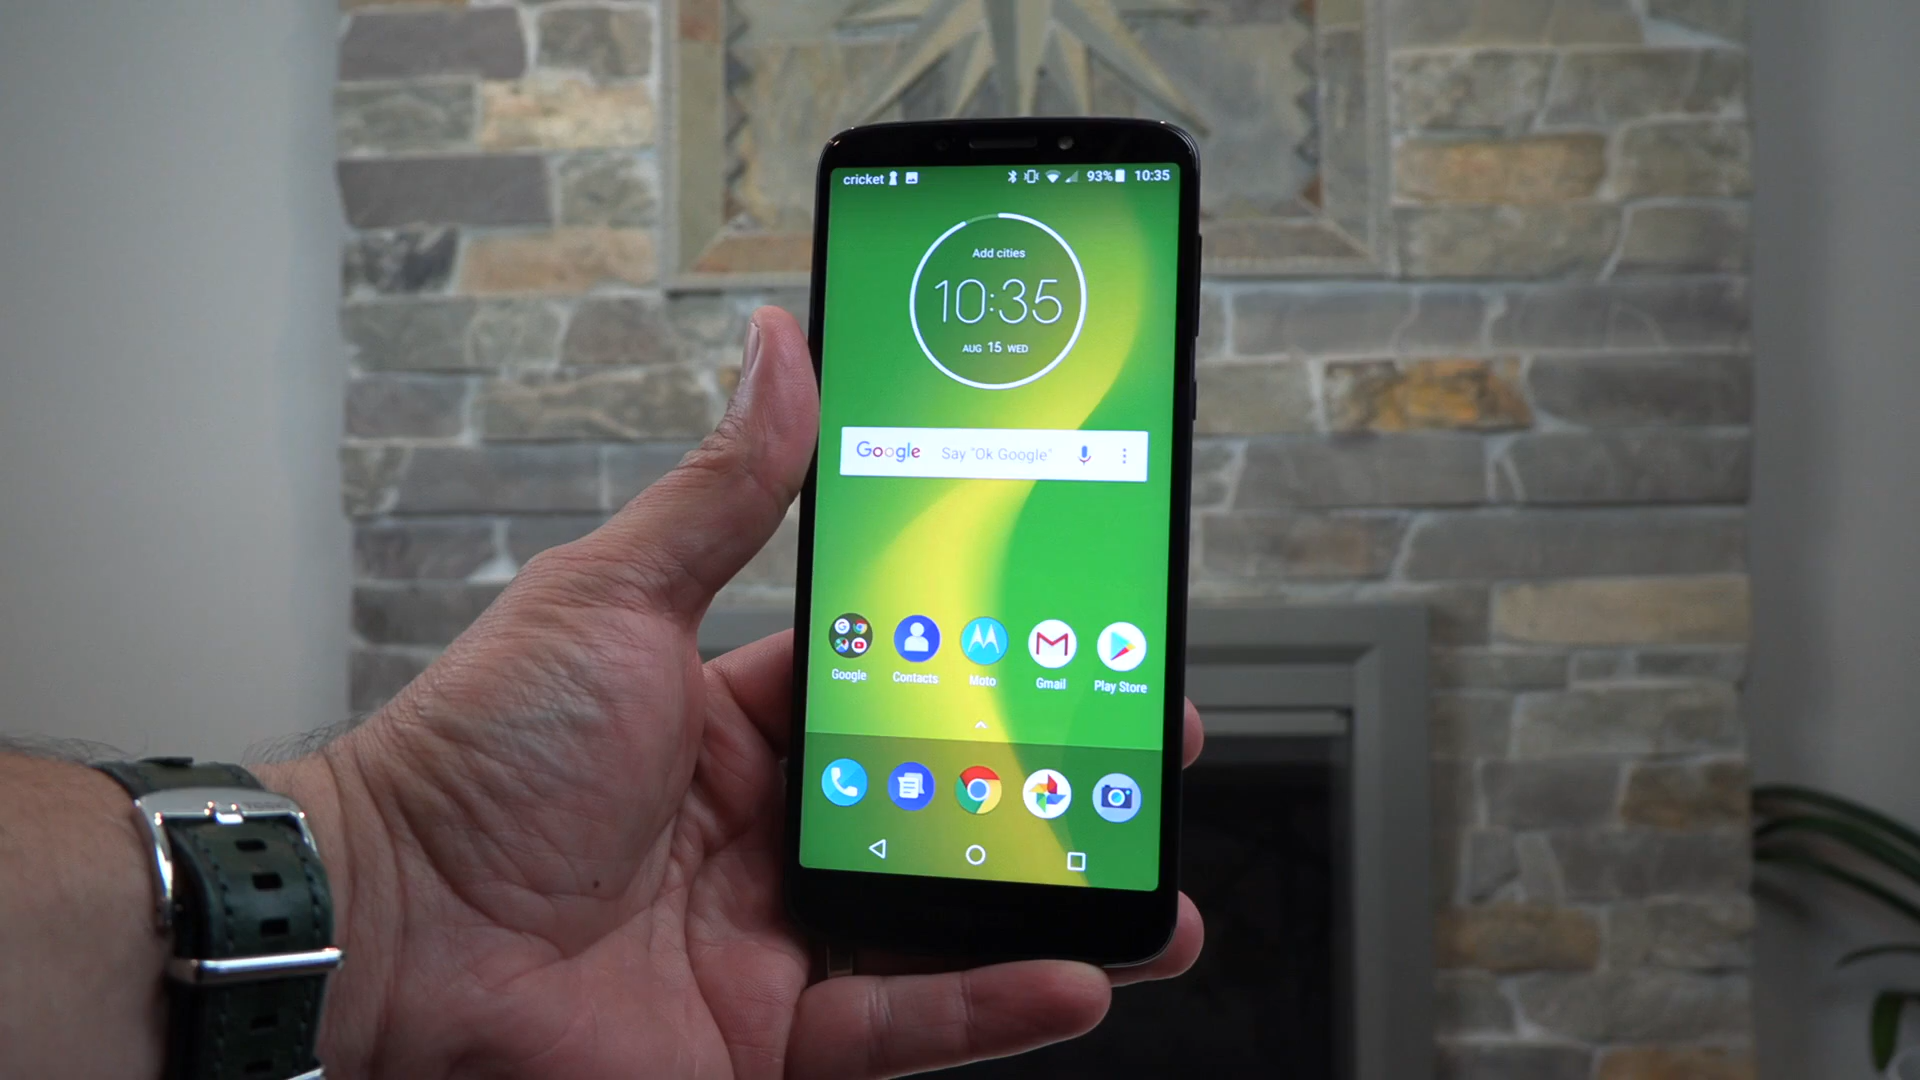 cricket 93% 10:35
Add cities
10:35
AUG 15 WED
Google Say "Ok Google"
Google Contacts Moto Gmail Play Store